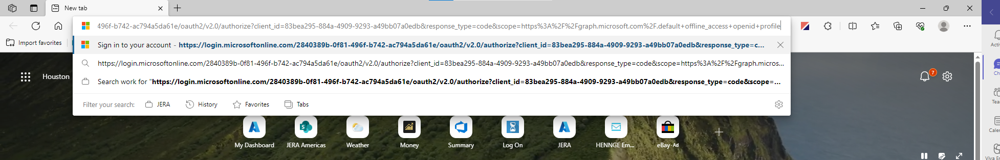 New tab
496f-b742-ac794a5da61e/oauth2/v2.0/authorize?client_id=83bea295-884a-4909-9293-a49bb07a0edb&response_type=code&scope=https%3A%2F%2Fgraph.microsoft.com%2F.default+offline_access+openid+profile
Import favorites
Sign in to your account - https://login.microsoftonline.com/2840389b-0f81-496f-b742-ac794a5da61e/oauth2/v2.0/authorize?client_id=83bea295-884a-4909-9293-a49bb07a0edb&response_type=c...
https://login.microsoftonline.com/2840389b-0f81-496f-b742-ac794a5da61e/oauth2/v2.0/authorize?client_id=83bea295-884a-4909-9293-a49bb07a0edb&response_type=code&scope=https%3A%2F%2Fgraph.micros...
Search work for "https://login.microsoftonline.com/2840389b-0f81-496f-b742-ac794a5da61e/oauth2/v2.0/authorize?client_id=83bea295-884a-4909-9293-a49bb07a0edb&response_type=code&scope=...
Houston
7
Filter your search: JERA History Favorites Tabs
My Dashboard JERA Americas Weather Money Summary Log On JERA HENNGE Em... eBay · Ad
Activ
Ch
Tea
Caler
Viva E